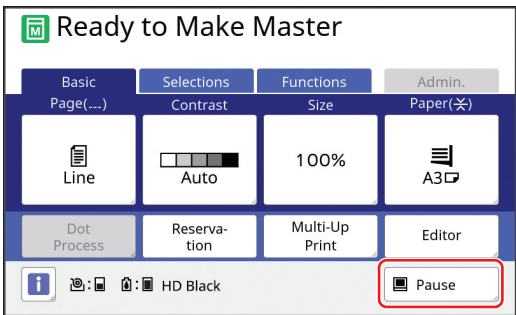 Ready to Make Master
Basic Selections Functions Admin.
Page(---) Contrast Size Paper(⚹)
Line Auto 100% A3
Dot Process Reserva-tion Multi-Up Print Editor
HD Black Pause